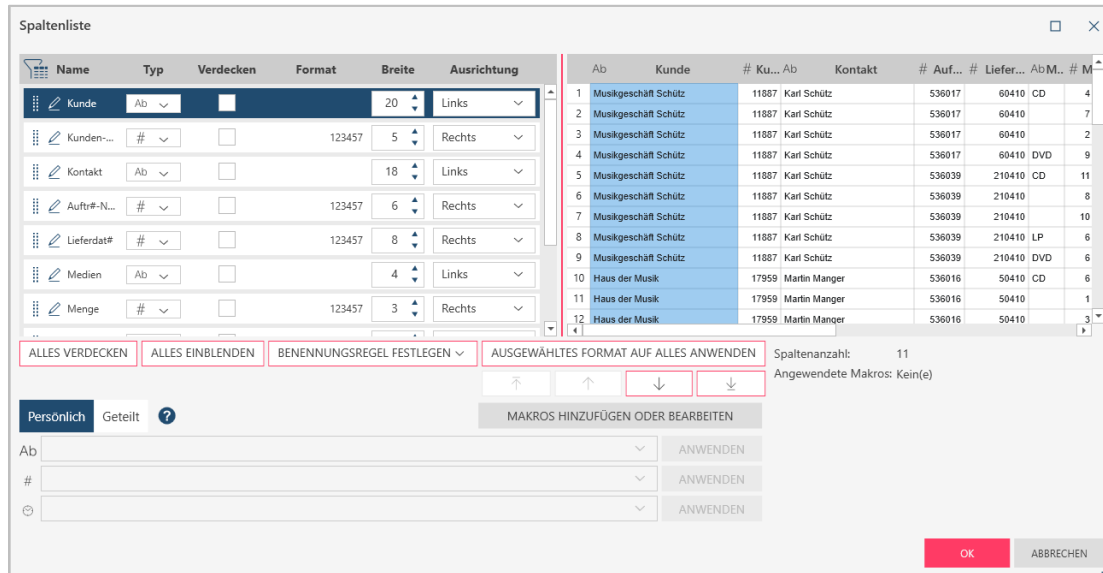 Spaltenliste
Name Typ Verdecken Format Breite Ausrichtung
Kunde Ab 20 Links
Kunden-... # 123457 5 Rechts
Kontakt Ab 18 Links
Auftr#-N... # 123457 6 Rechts
Lieferdat# # 123457 8 Rechts
Medien Ab 4 Links
Menge # 123457 3 Rechts
Ab Kunde # Ku... Ab Kontakt # Auf... # Liefer... Ab M... # M
1 Musikgeschäft Schütz 11887 Karl Schütz 536017 60410 CD 4
2 Musikgeschäft Schütz 11887 Karl Schütz 536017 60410 7
3 Musikgeschäft Schütz 11887 Karl Schütz 536017 60410 2
4 Musikgeschäft Schütz 11887 Karl Schütz 536017 60410 DVD 9
5 Musikgeschäft Schütz 11887 Karl Schütz 536039 210410 CD 11
6 Musikgeschäft Schütz 11887 Karl Schütz 536039 210410 8
7 Musikgeschäft Schütz 11887 Karl Schütz 536039 210410 10
8 Musikgeschäft Schütz 11887 Karl Schütz 536039 210410 LP 6
9 Musikgeschäft Schütz 11887 Karl Schütz 536039 210410 DVD 6
10 Haus der Musik 17959 Martin Manger 536016 50410 CD 6
11 Haus der Musik 17959 Martin Manger 536016 50410 1
12 Haus der Musik 17959 Martin Manger 536016 50410 3
ALLES VERDECKEN ALLES EINBLENDEN BENENNUNGSREGEL FESTLEGEN AUSGEWÄHLTES FORMAT AUF ALLES ANWENDEN
Spaltenanzahl: 11
Angewendete Makros: Kein(e)
Persönlich Geteilt ? MAKROS HINZUFÜGEN ODER BEARBEITEN
Ab ANWENDEN
# ANWENDEN
ANWENDEN
OK ABBRECHEN